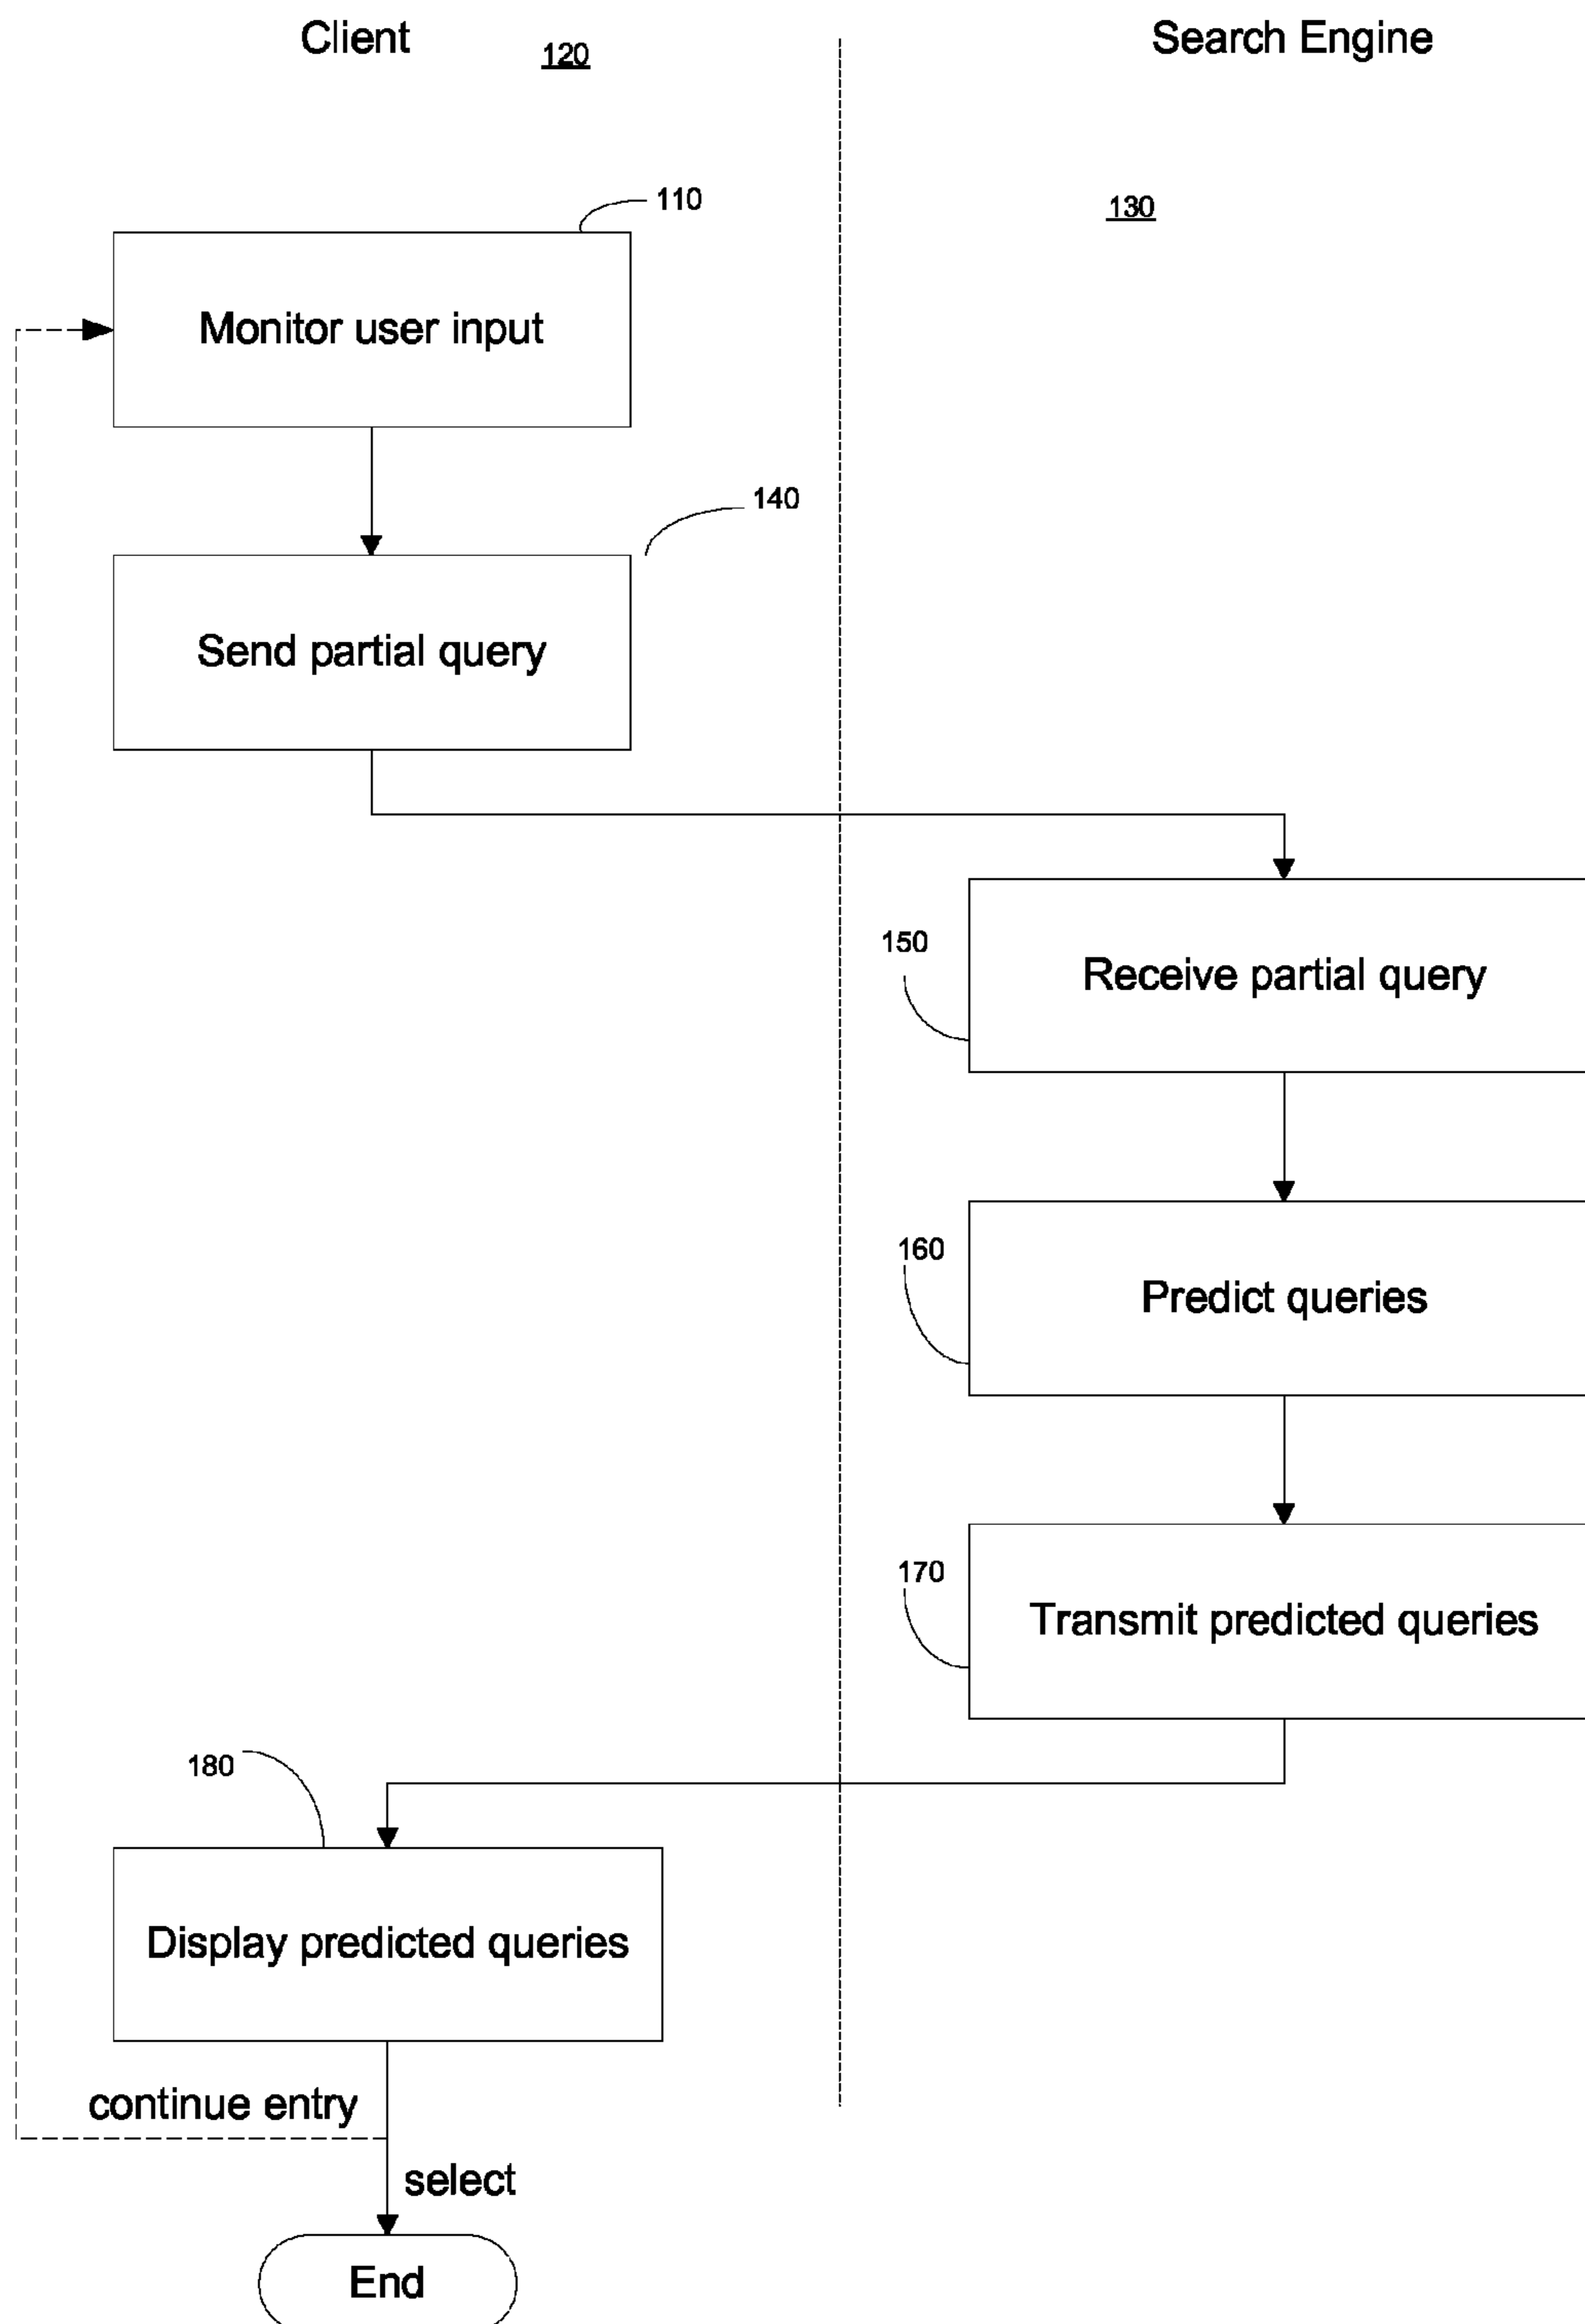 Client
120
Search Engine
130
110
Monitor user input
140
Send partial query
150
Receive partial query
160
Predict queries
170
Transmit predicted queries
180
Display predicted queries
continue entry
select
End